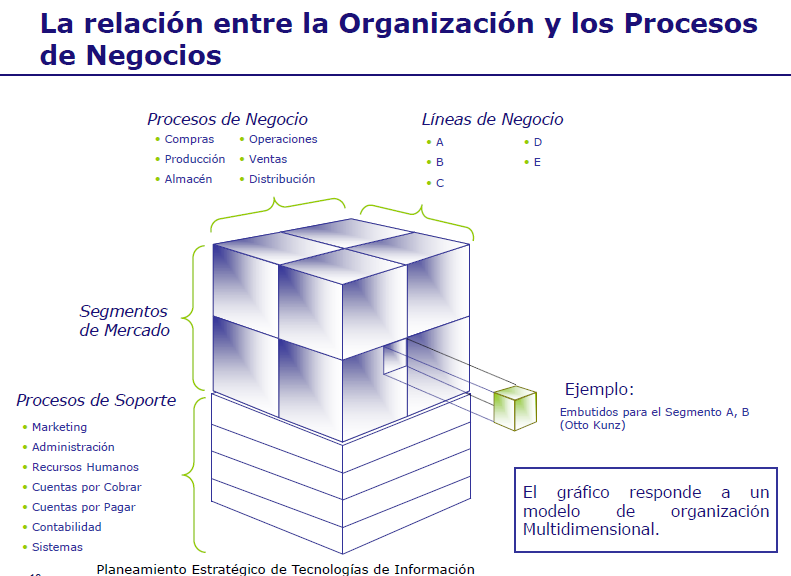 La relación entre la Organización y los Procesos
de Negocios
Procesos de Negocio
• Compras
• Producción
• Almacén
• Operaciones
• Ventas
• Distribución
Líneas de Negocio
• A
• B
• C
• D
• E
Segmentos
de Mercado
Procesos de Soporte
• Marketing
• Administración
• Recursos Humanos
• Cuentas por Cobrar
• Cuentas por Pagar
• Contabilidad
• Sistemas
Ejemplo:
Embutidos para el Segmento A, B
(Otto Kunz)
El gráfico responde a un
modelo de organización
Multidimensional.
Planeamiento Estratégico de Tecnologías de Información